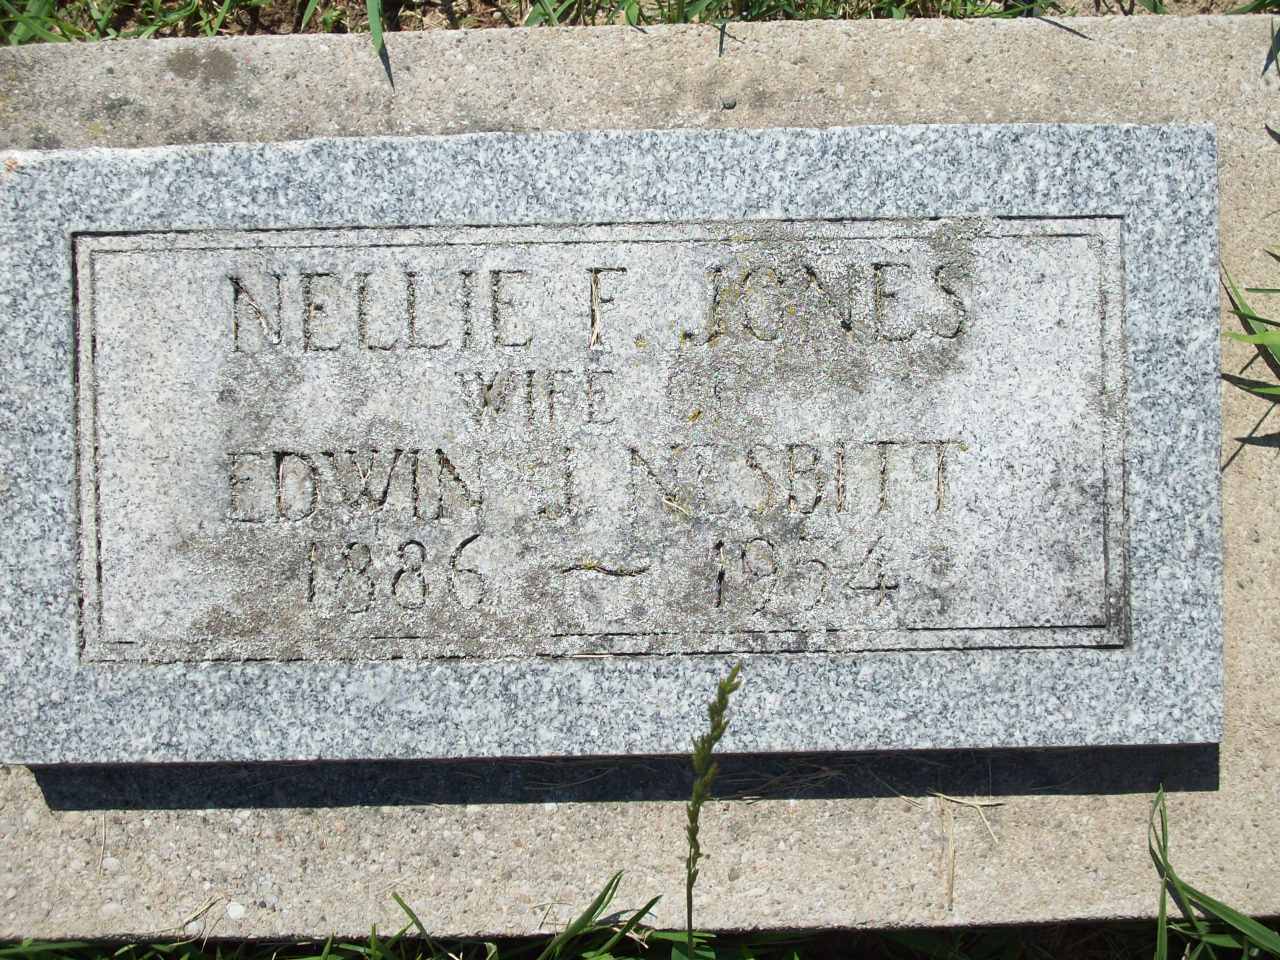 NELLIE F. JONES
WIFE OF
EDWIN J. NESBITT
1886 ~ 1954